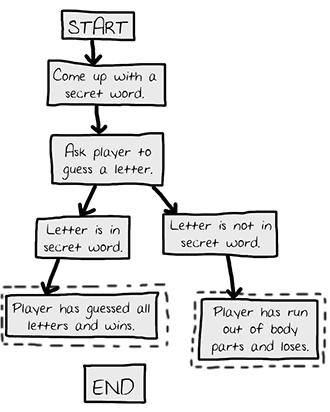 START
Come up with a
secret word.
Ask player to
guess a letter.
Letter is in
secret word.
Letter is not in
secret word.
Player has guessed all
letters and wins.
Player has run
out of body
parts and loses.
END